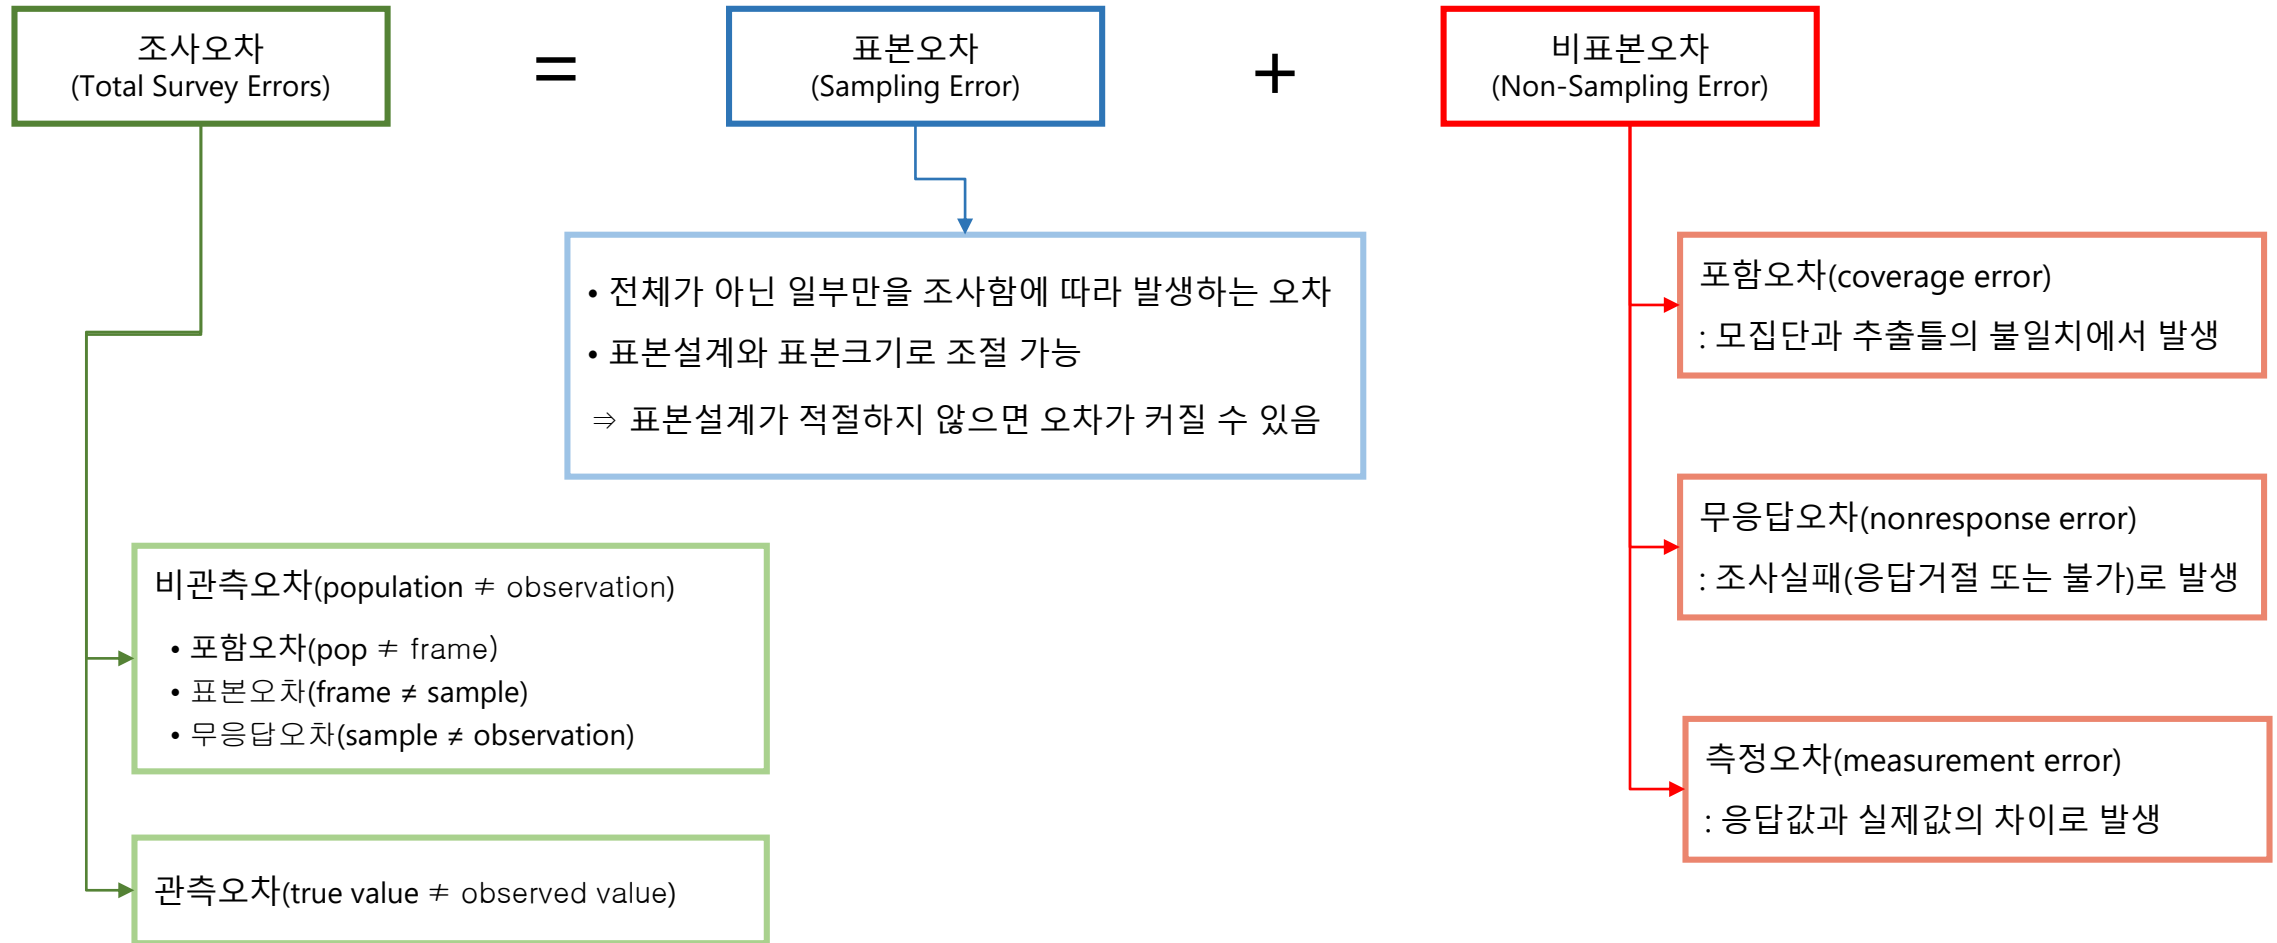 조사오차
(Total Survey Errors)
=
표본오차
(Sampling Error)
+
비표본오차
(Non-Sampling Error)
• 전체가 아닌 일부만을 조사함에 따라 발생하는 오차
• 표본설계와 표본크기로 조절 가능
⇒ 표본설계가 적절하지 않으면 오차가 커질 수 있음
포함오차(coverage error)
: 모집단과 추출틀의 불일치에서 발생
무응답오차(nonresponse error)
: 조사실패(응답거절 또는 불가)로 발생
측정오차(measurement error)
: 응답값과 실제값의 차이로 발생
비관측오차(population ≠ observation)
• 포함오차(pop ≠ frame)
• 표본오차(frame ≠ sample)
• 무응답오차(sample ≠ observation)
관측오차(true value ≠ observed value)